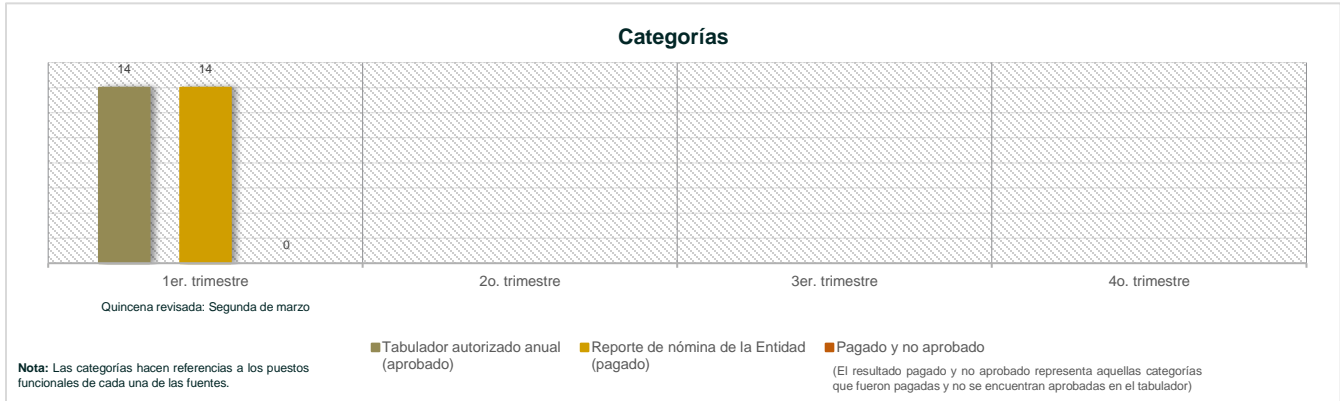 Categorías
14
14
0
1er. trimestre
2o. trimestre
3er. trimestre
4o. trimestre
Quincena revisada: Segunda de marzo
Tabulador autorizado anual
(aprobado)
Reporte de nómina de la Entidad
(pagado)
Pagado y no aprobado
(El resultado pagado y no aprobado representa aquellas categorías
que fueron pagadas y no se encuentran aprobadas en el tabulador)
Nota: Las categorías hacen referencias a los puestos
funcionales de cada una de las fuentes.